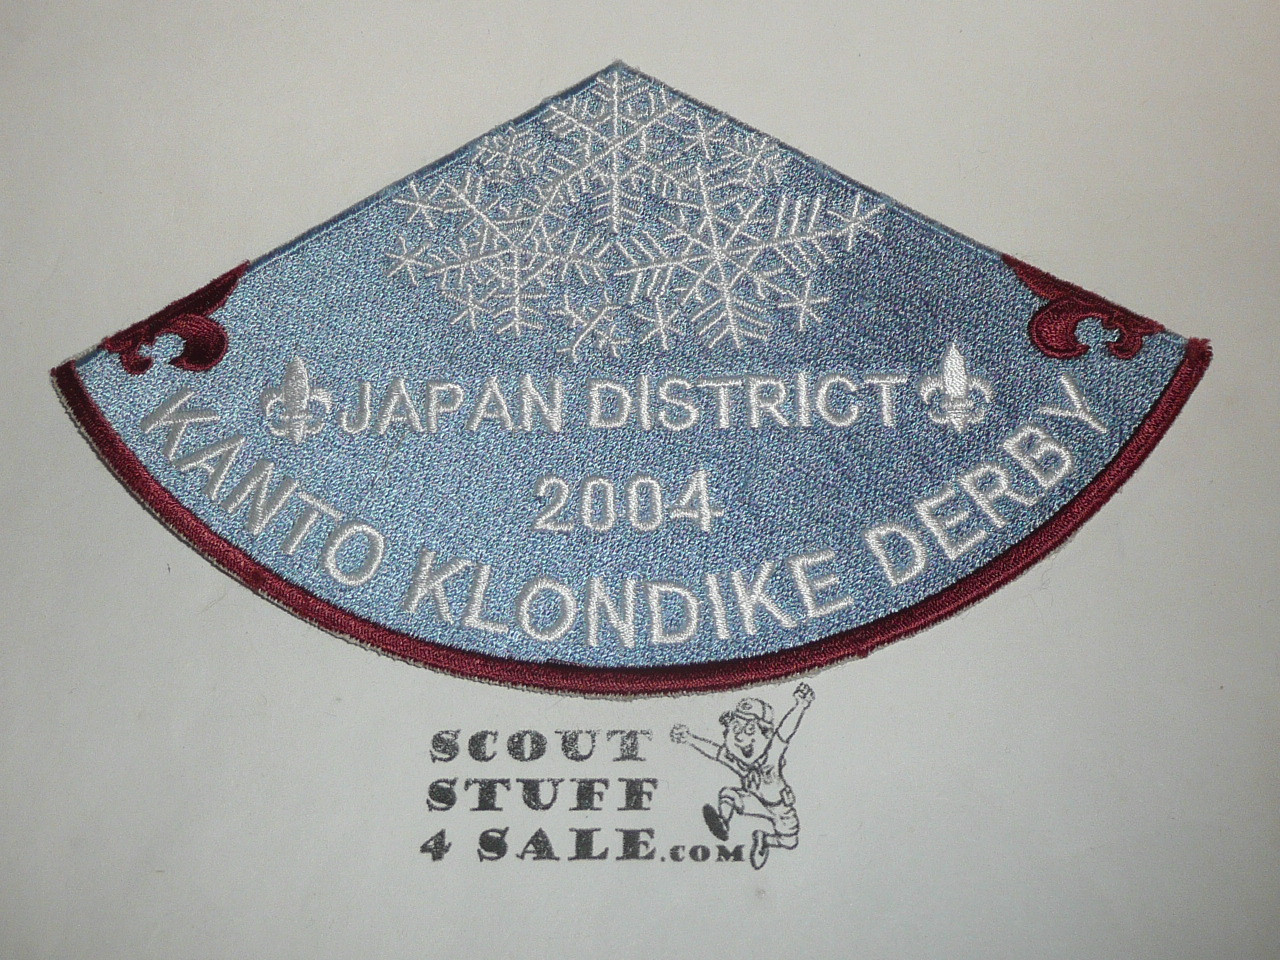 JAPAN DISTRICT
2004
KANTO KLONDIKE DERBY
SCOUT
STUFF
4 SALE.COM